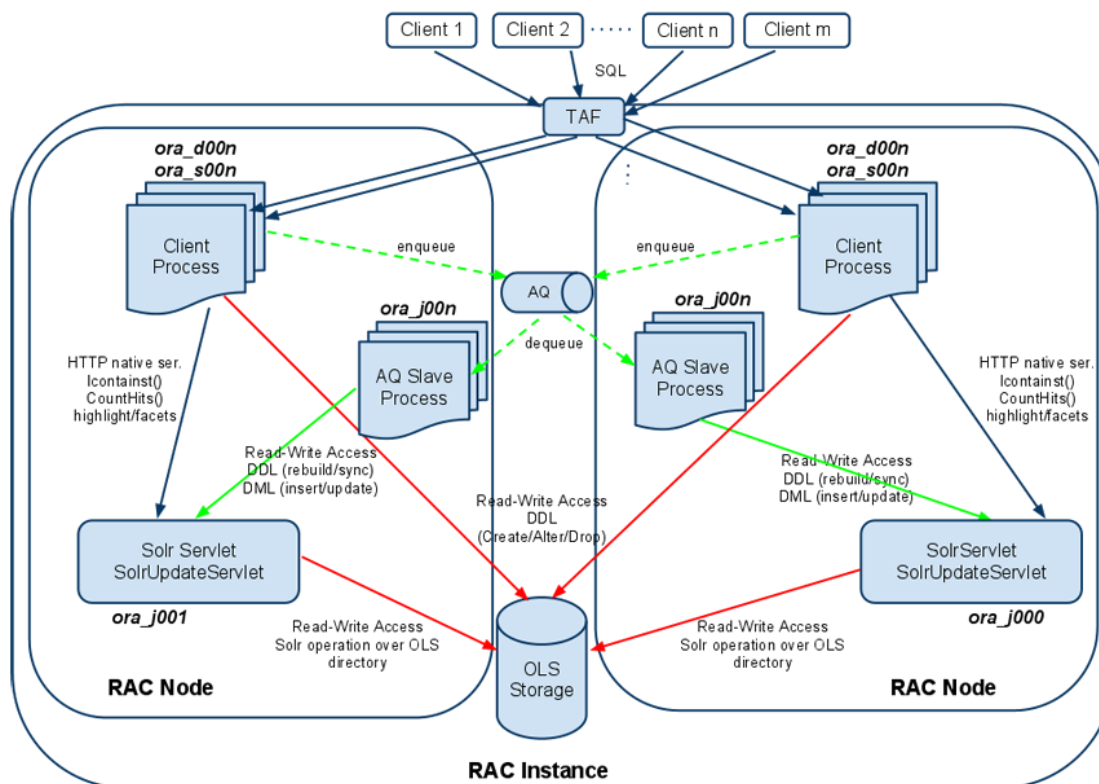 Client 1
Client 2
Client n
Client m
SQL
TAF
ora_d00n
ora_s00n
Client
Process
ora_d00n
ora_s00n
Client
Process
enqueue
enqueue
AQ
dequeue
ora_j00n
AQ Slave
Process
ora_j00n
AQ Slave
Process
HTTP native ser.
lcontainst()
CountHits()
highlight/facets
HTTP native ser.
lcontainst()
CountHits()
highlight/facets
Read-Write Access
DDL (rebuild/sync)
DML (insert/update)
Read-Write Access
DDL
(Create/Alter/Drop)
Read-Write Access
DDL (rebuild/sync)
DML (insert/update)
Solr Servlet
SolrUpdateServlet
ora_j001
SolrServlet
SolrUpdateServlet
ora_j000
Read-Write Access
Solr operation over OLS
directory
OLS
Storage
Read-Write Access
Solr operation over OLS
directory
RAC Node
RAC Node
RAC Instance